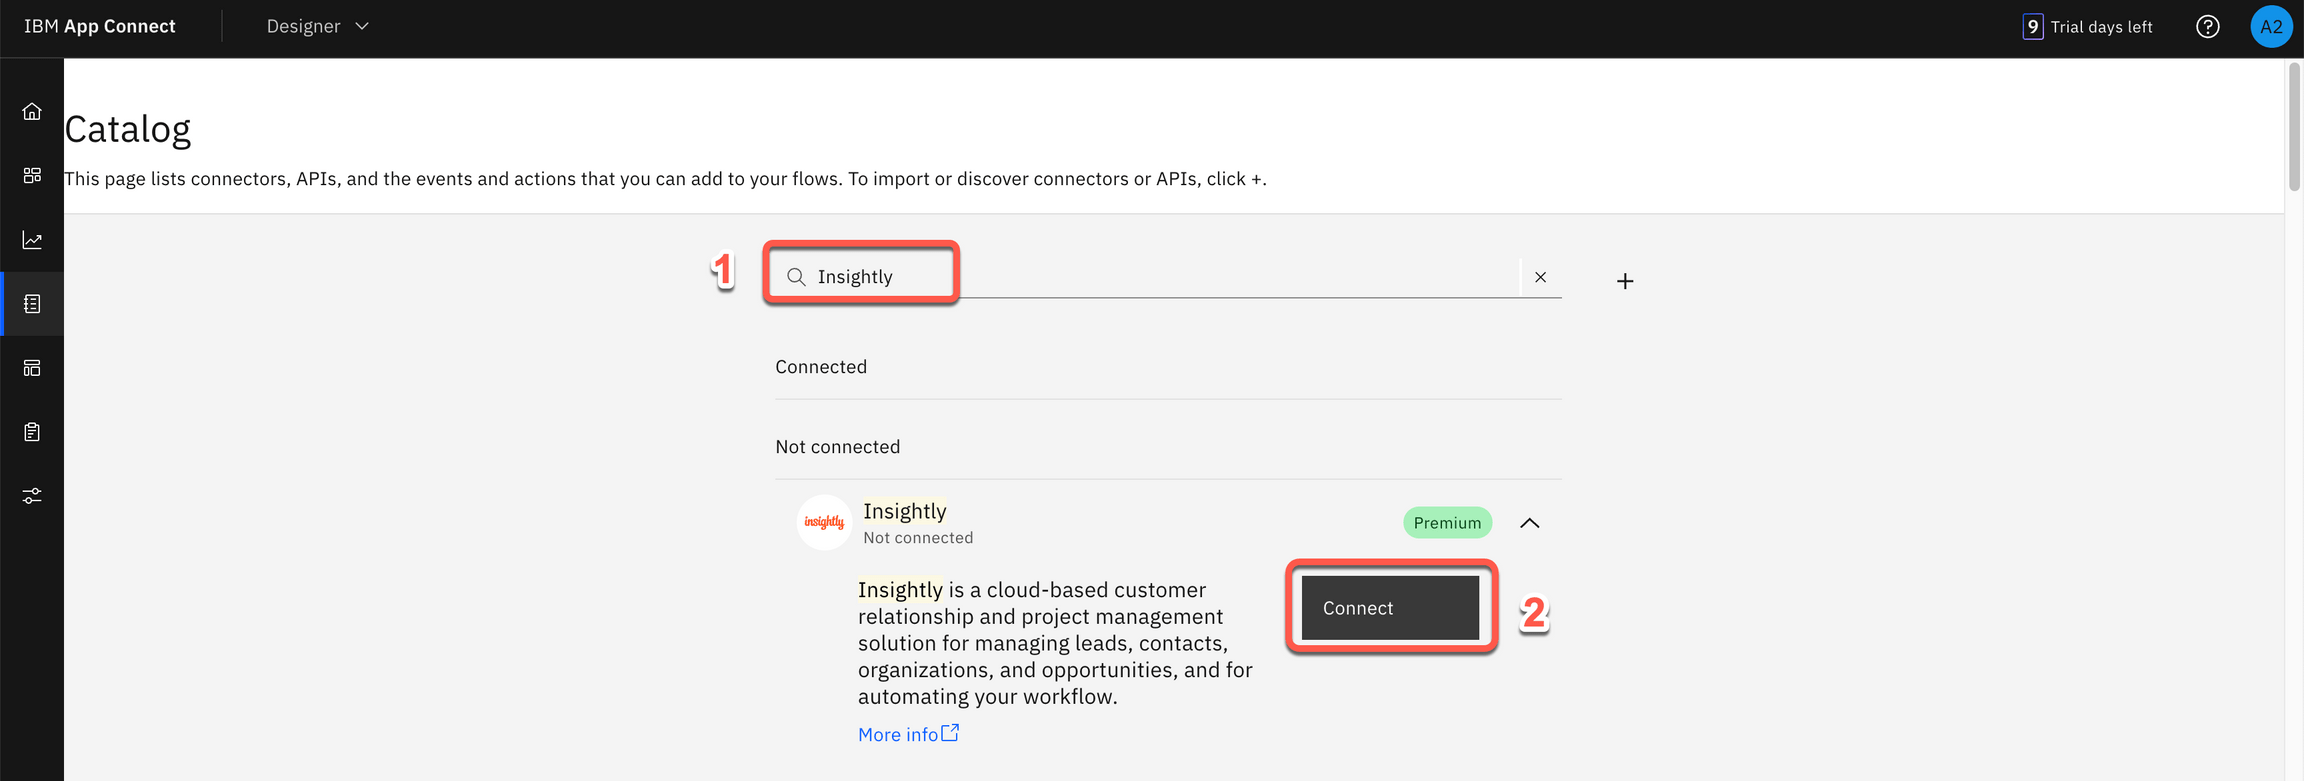 IBM App Connect
Designer
9 Trial days left
A2
Catalog
This page lists connectors, APIs, and the events and actions that you can add to your flows. To import or discover connectors or APIs, click +.
1
Insightly
Connected
Not connected
insightly
Insightly
Not connected
Premium
Insightly is a cloud-based customer
relationship and project management
solution for managing leads, contacts,
organizations, and opportunities, and for
automating your workflow.
Connect
2
More info